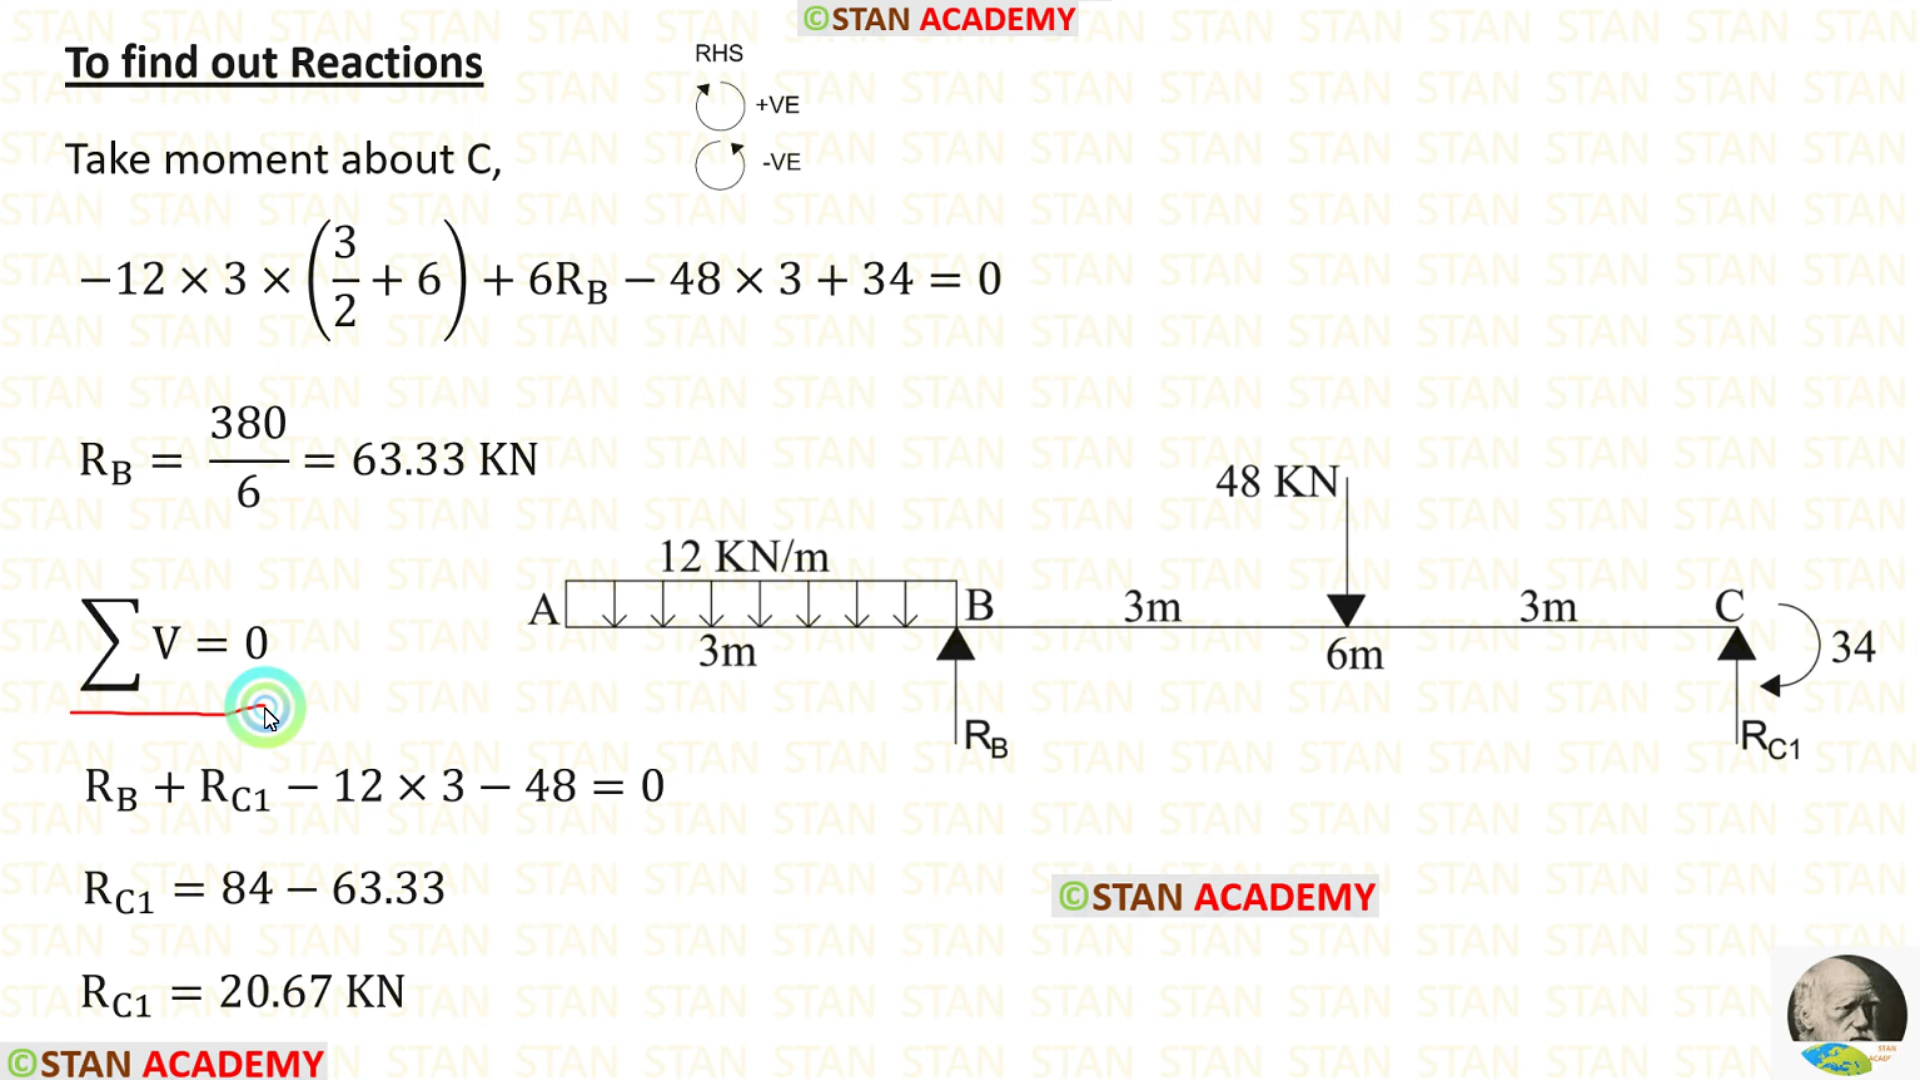 ©STAN ACADEMY
To find out Reactions
RHS
+VE
-VE
Take moment about C,
−12 × 3 × (3/2 + 6) + 6R_B − 48 × 3 + 34 = 0
R_B = 380/6 = 63.33 KN
48 KN
12 KN/m
∑ V = 0
A
B
3m
3m
C
3m
6m
34
R_B
R_C1
R_B + R_C1 − 12 × 3 − 48 = 0
R_C1 = 84 − 63.33
©STAN ACADEMY
R_C1 = 20.67 KN
©STAN ACADEMY
STAN